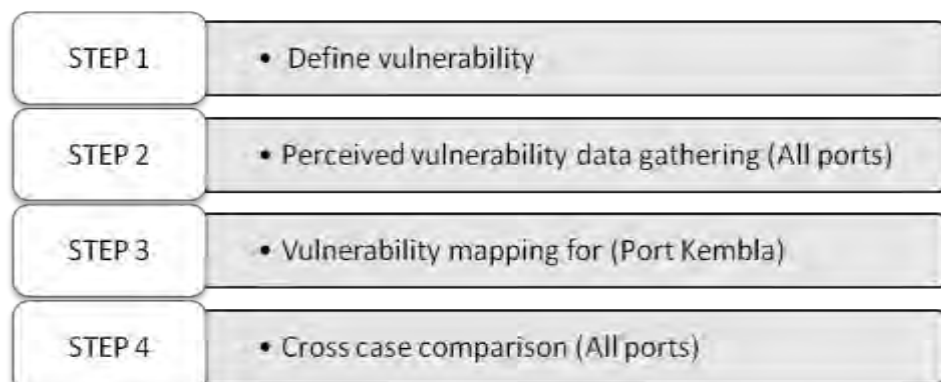 STEP 1
• Define vulnerability
STEP 2
• Perceived vulnerability data gathering (All ports)
STEP 3
• Vulnerability mapping for (Port Kembla)
STEP 4
• Cross case comparison (All ports)